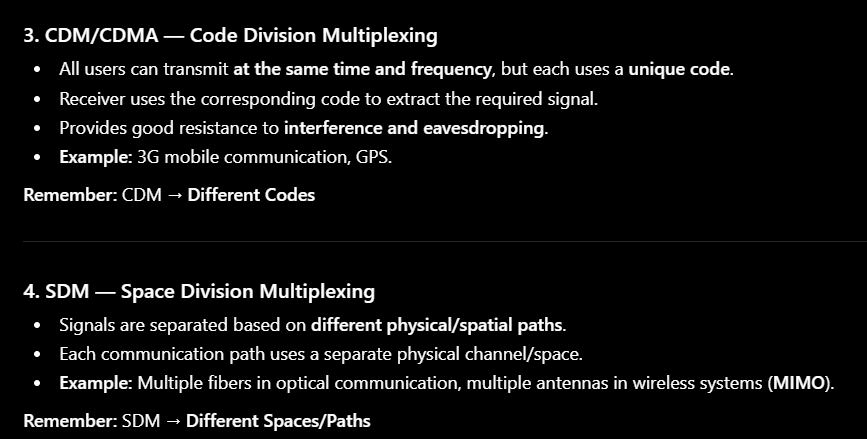 3. CDM/CDMA — Code Division Multiplexing
• All users can transmit at the same time and frequency, but each uses a unique code.
• Receiver uses the corresponding code to extract the required signal.
• Provides good resistance to interference and eavesdropping.
• Example: 3G mobile communication, GPS.
Remember: CDM → Different Codes
4. SDM — Space Division Multiplexing
• Signals are separated based on different physical/spatial paths.
• Each communication path uses a separate physical channel/space.
• Example: Multiple fibers in optical communication, multiple antennas in wireless systems (MIMO).
Remember: SDM → Different Spaces/Paths